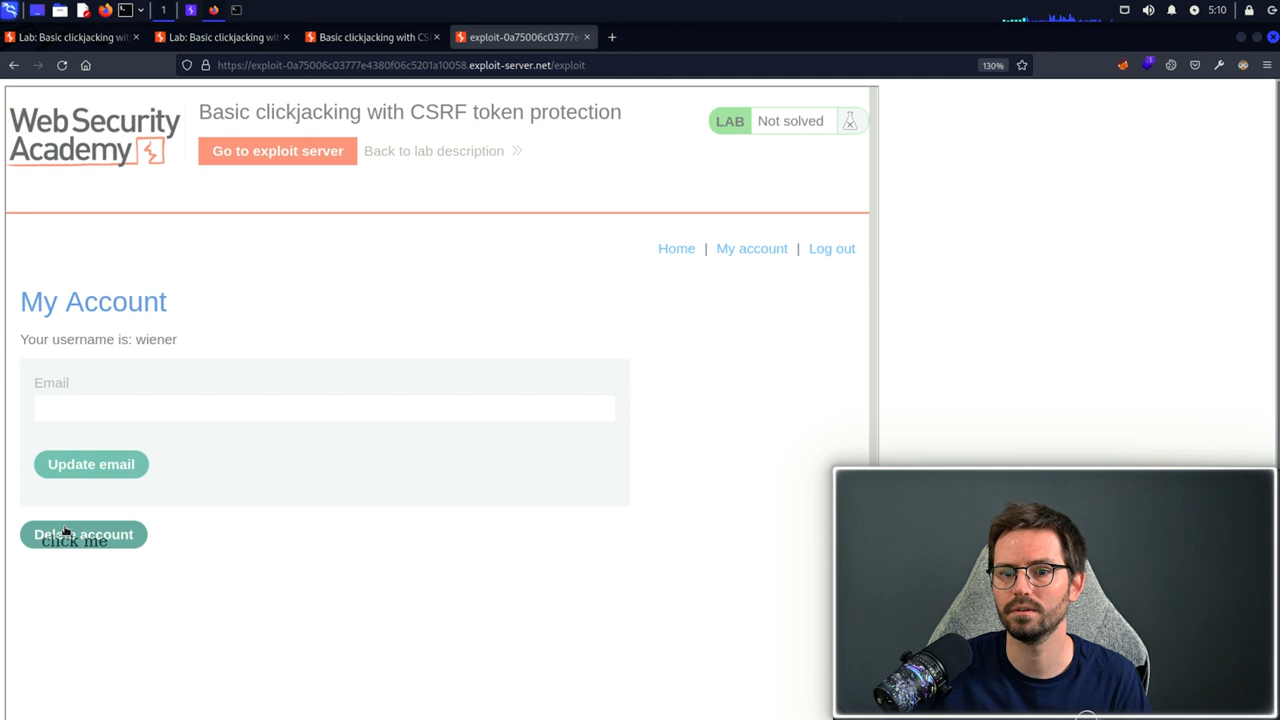 1
5:10
Lab: Basic clickjacking wit
Lab: Basic clickjacking wit
Basic clickjacking with CS
exploit-0a75006c03777e
https://exploit-0a75006c03777e4380f06c5201a10058.exploit-server.net/exploit
130%
Web Security
Academy
Basic clickjacking with CSRF token protection
Go to exploit server
Back to lab description
LAB
Not solved
Home | My account | Log out
My Account
Your username is: wiener
Email
Update email
Delete account
click me